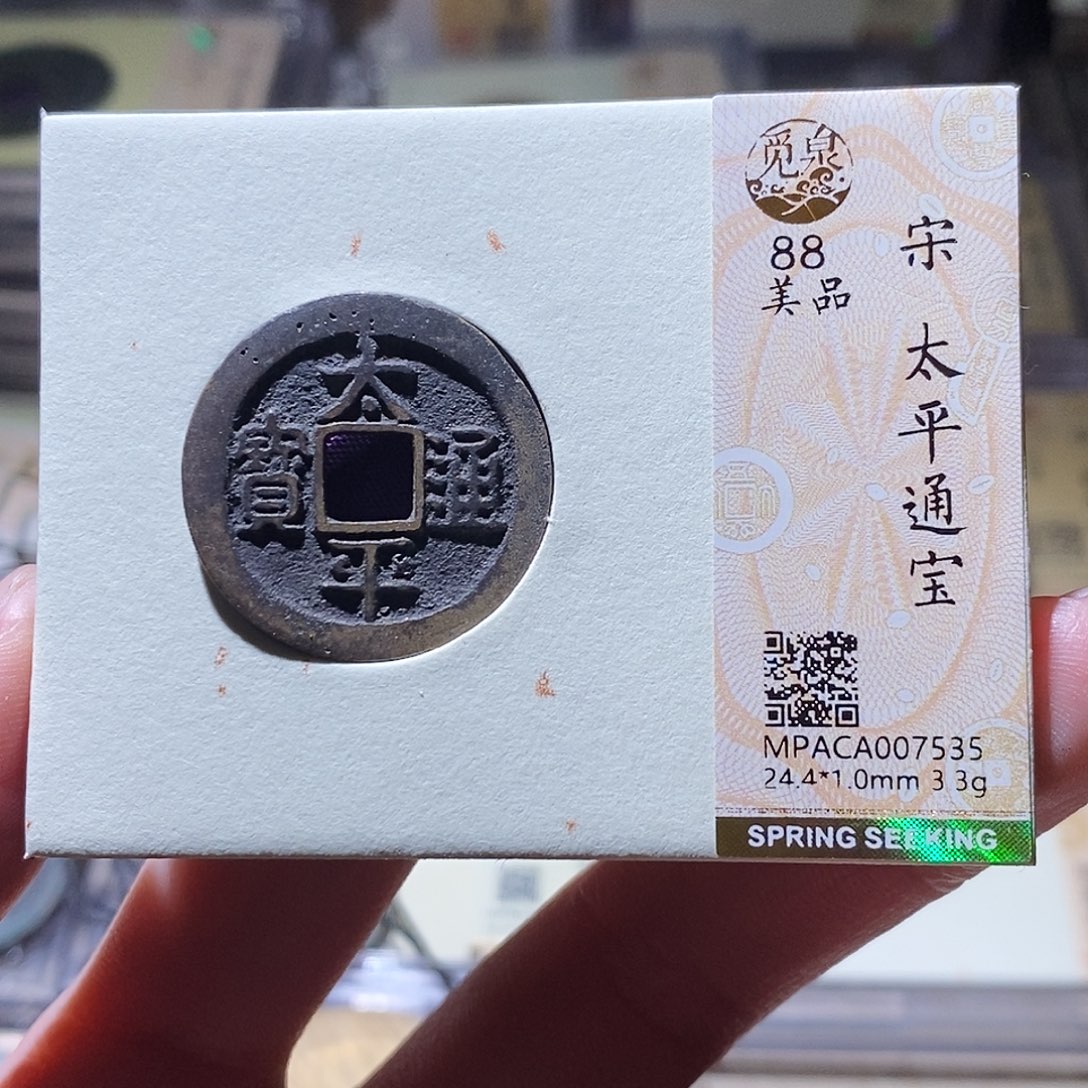 太
平
通
寶
觅泉
88
美品
宋 太平通宝
MPACA007535
24.4*1.0mm 3.3g
SPRING SEEKING